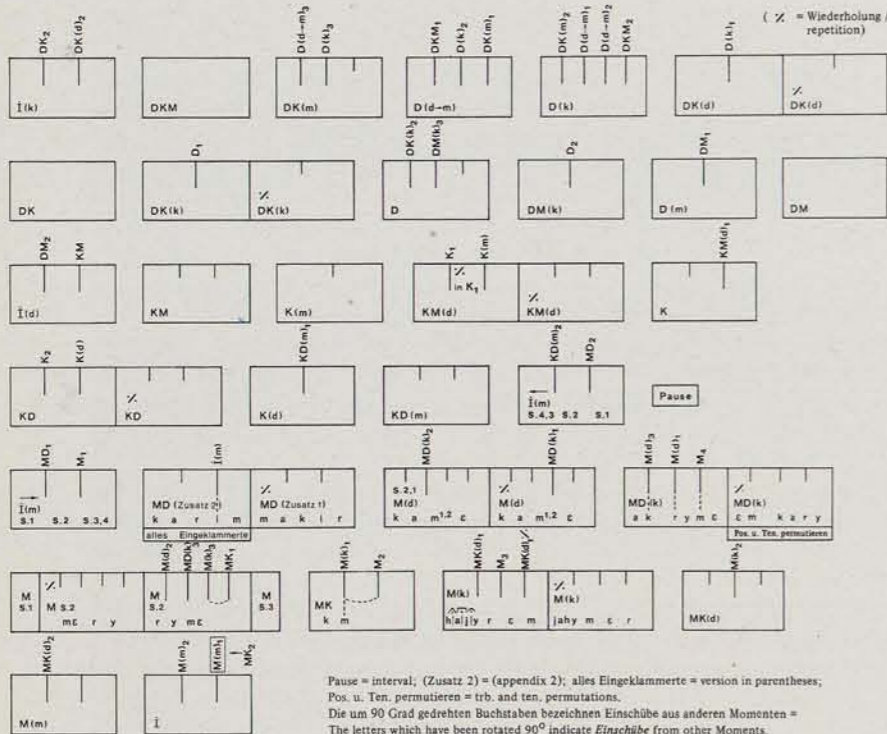 ( ٪ = Wiederholung /
repetition)
DK₂ DK(d)₂ D(d→m)₃ D(k)₃ DKM₁ D(k)₂ DK(m)₁ DK(m)₂ D(d→m)₁ D(d→m)₂ DKM₂ D(k)₁
İ(k) DKM DK(m) D(d→m) D(k) DK(d) ٪ DK(d)
D₁ DK(k)₂ DM(k)₃ D₂ DM₁
DK DK(k) ٪ DK(k) D DM(k) D(m) DM
DM₂ KM K₁ K(m) KM(d)₁
٪
in K₁
İ(d) KM K(m) KM(d) ٪ KM(d) K
K₂ K(d) KD(m)₁ KD(m)₂ MD₂
KD ٪ KD K(d) KD(m) İ(m) Pause
S.4,3 S.2 S.1
MD₁ M₁ İ(m) MD(k)₂ MD(k)₁ M(d)₃ M(d)₁ M₄
S.2,1
İ(m) MD (Zusatz 2) ٪ MD (Zusatz 1) M(d) ٪ M(d) MD(k) ٪ MD(k)
S.1 S.2 S.3,4 k a r i m m a k i r k a m¹,² ε k a m¹,² ε a k r y m ε ε m k a r y
alles Eingeklammerte Pos. u. Ten. permutieren
M(d)₂ MD(k)₃ M(k)₃ MK₁ M(k)₁ M₂ MK(d)₁ M₃ MK(d)₁ ٪ M(k)₂
M ٪ M S.2 M M MK M(k) ٪ M(k) MK(d)
S.1 mε r y S.2 r y mε S.3 k m h|a|j|y r ε m jahy m ε r
MK(d)₂ M(m)₂ M(m)₁ ← MK₂
M(m) İ
Pause = interval; (Zusatz 2) = (appendix 2); alles Eingeklammerte = version in parentheses;
Pos. u. Ten. permutieren = trb. and ten. permutations.
Die um 90 Grad gedrehten Buchstaben bezeichnen Einschübe aus anderen Momenten =
The letters which have been rotated 90° indicate Einschübe from other Moments.